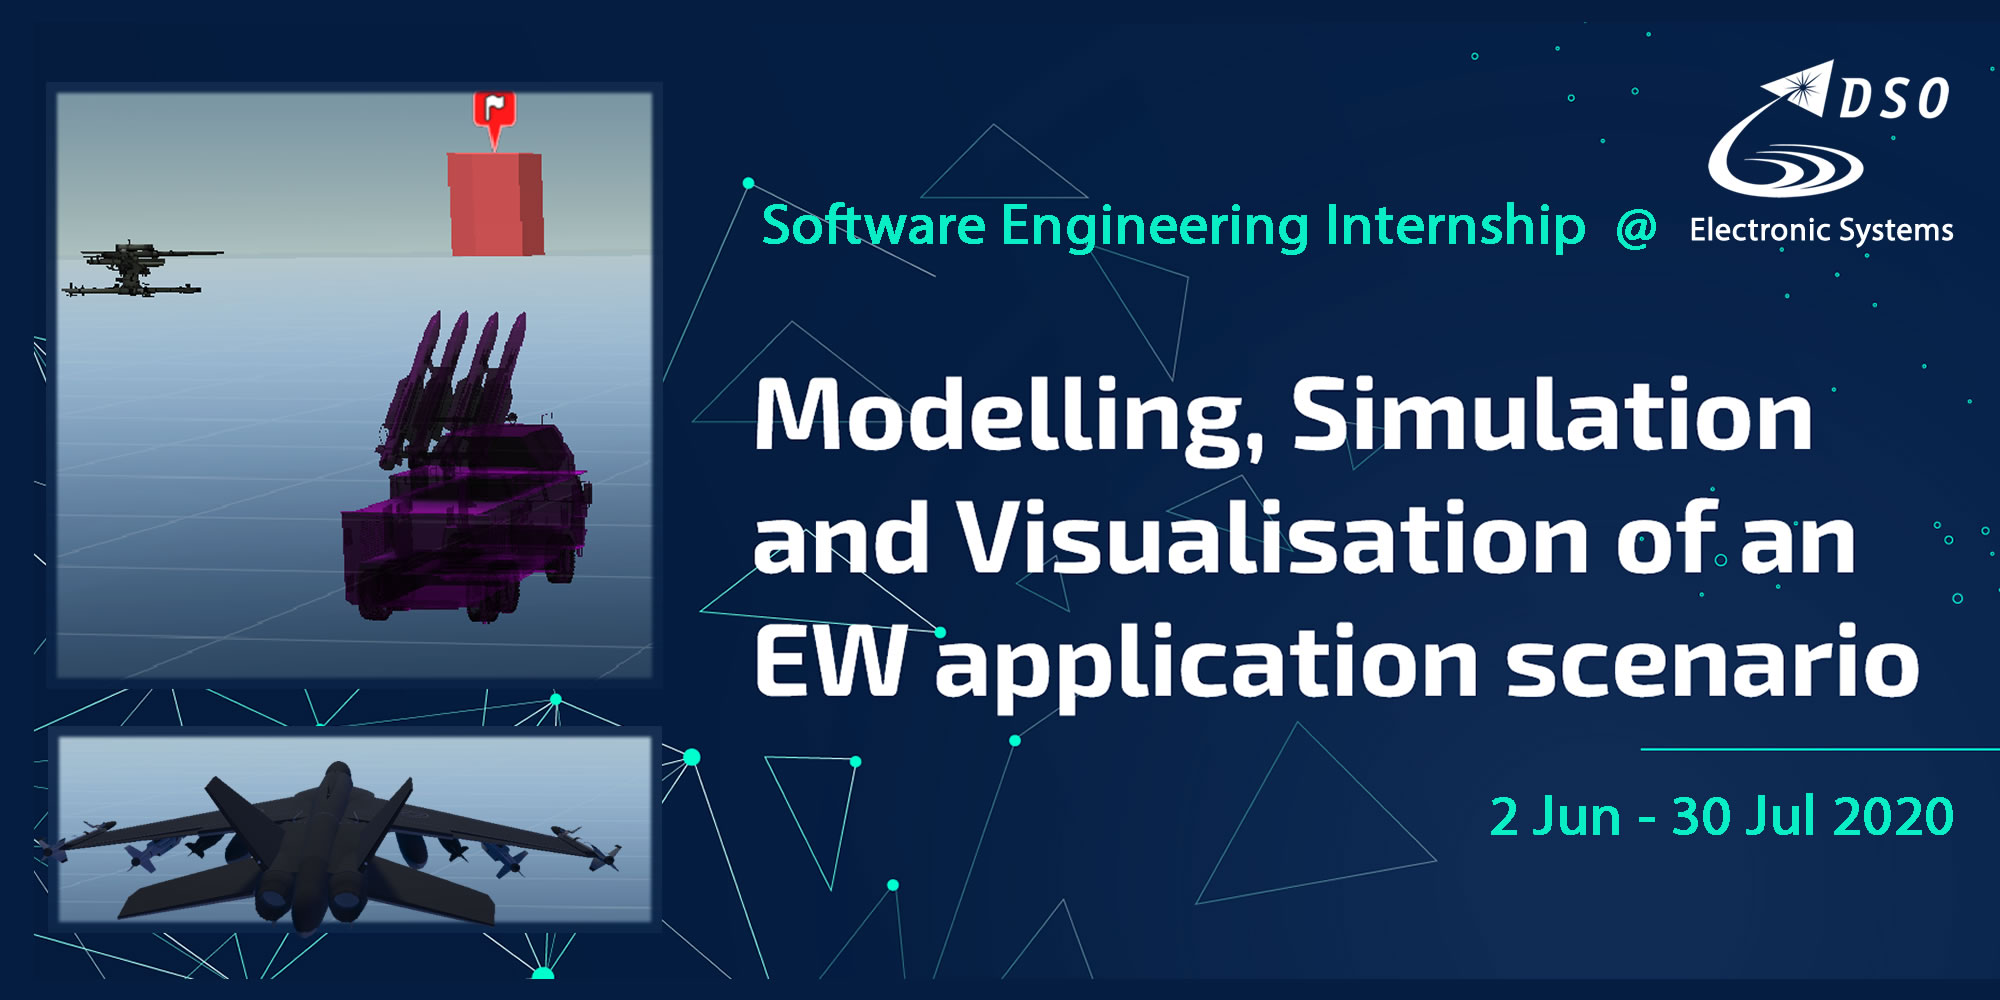 DSO
Software Engineering Internship @
Electronic Systems
Modelling, Simulation
and Visualisation of an
EW application scenario
2 Jun - 30 Jul 2020